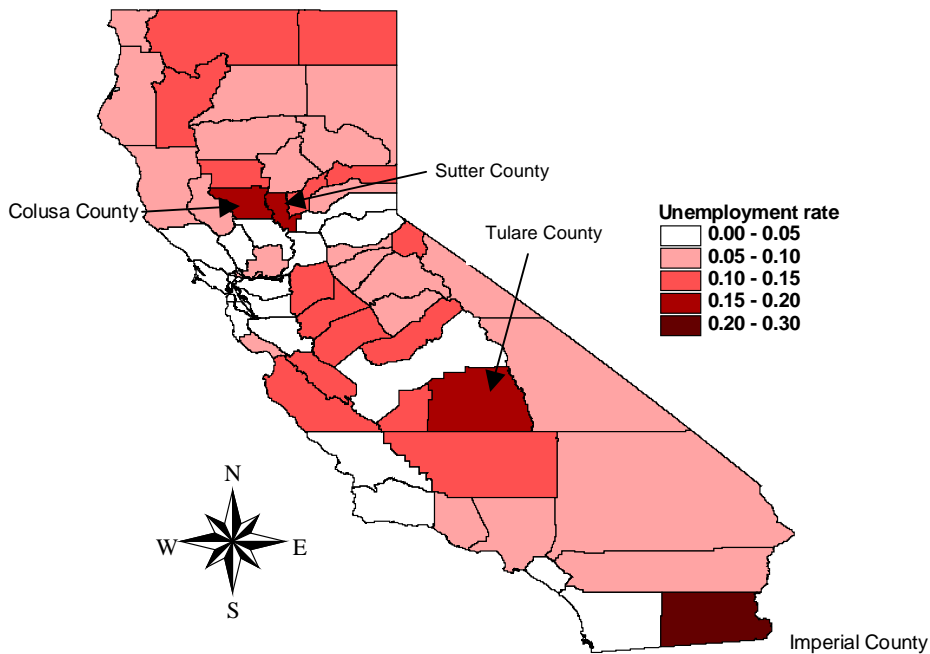 Sutter County
Colusa County
Tulare County
Unemployment rate
0.00 - 0.05
0.05 - 0.10
0.10 - 0.15
0.15 - 0.20
0.20 - 0.30
N
W
E
S
Imperial County